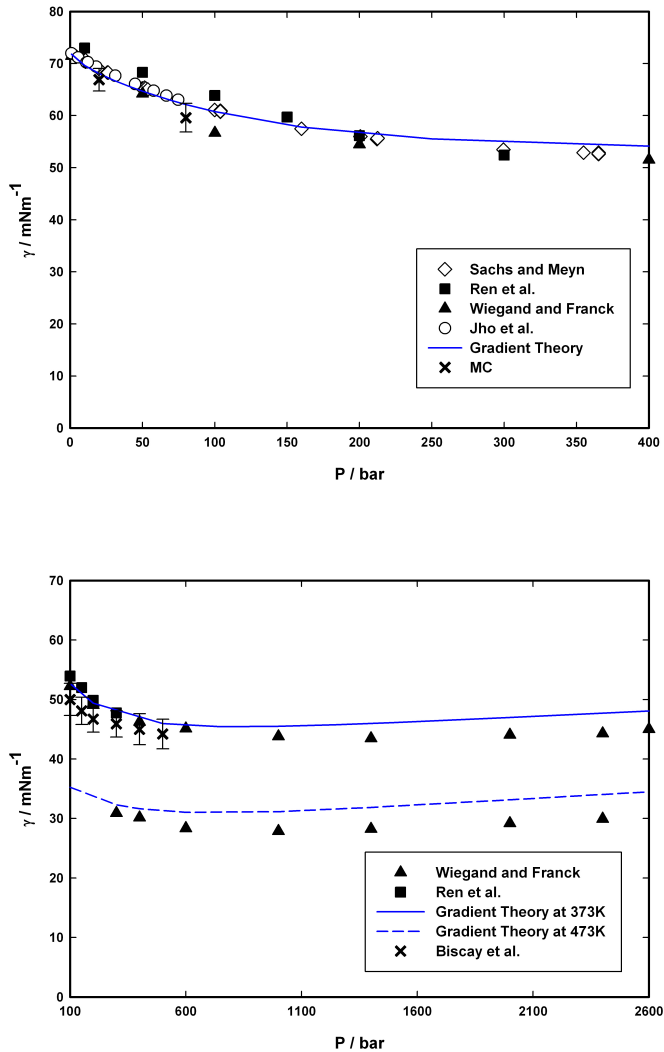 80
70
60
50
40
30
20
10
0
γ / mNm-1
Sachs and Meyn
Ren et al.
Wiegand and Franck
Jho et al.
Gradient Theory
MC
0 50 100 150 200 250 300 350 400
P / bar
70
60
50
40
30
20
10
0
γ / mNm-1
Wiegand and Franck
Ren et al.
Gradient Theory at 373K
Gradient Theory at 473K
Biscay et al.
100 600 1100 1600 2100 2600
P / bar